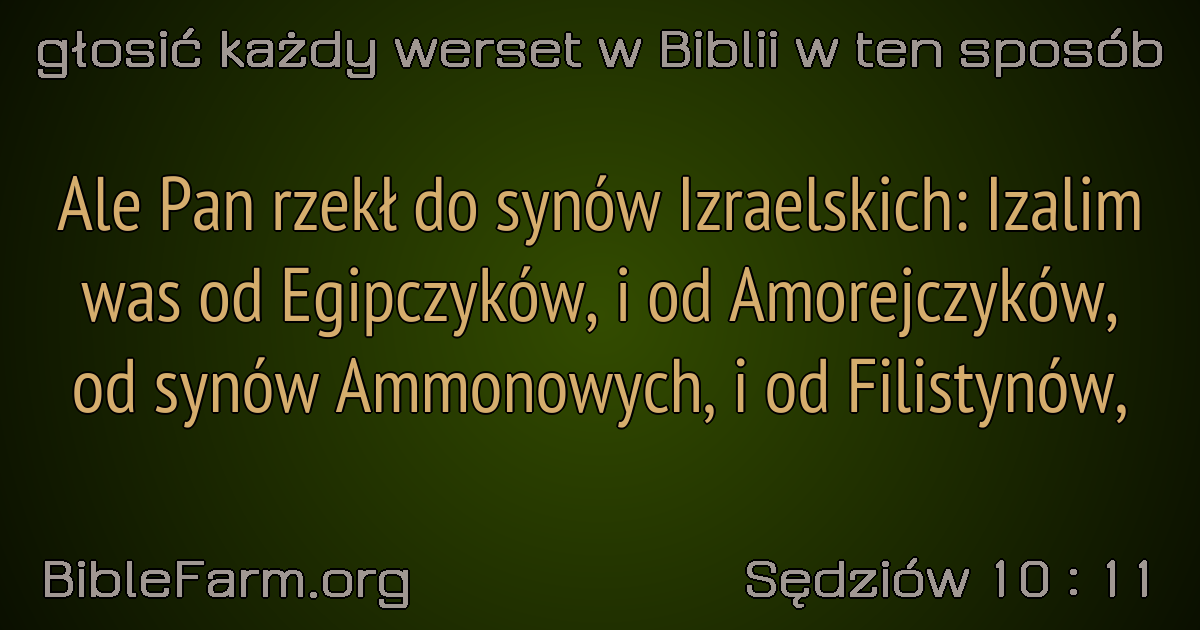 głosić każdy werset w Biblii w ten sposób
Ale Pan rzekł do synów Izraelskich: Izalim
was od Egipczyków, i od Amorejczyków,
od synów Ammonowych, i od Filistynów,
BibleFarm.org
Sędziów 10 : 11